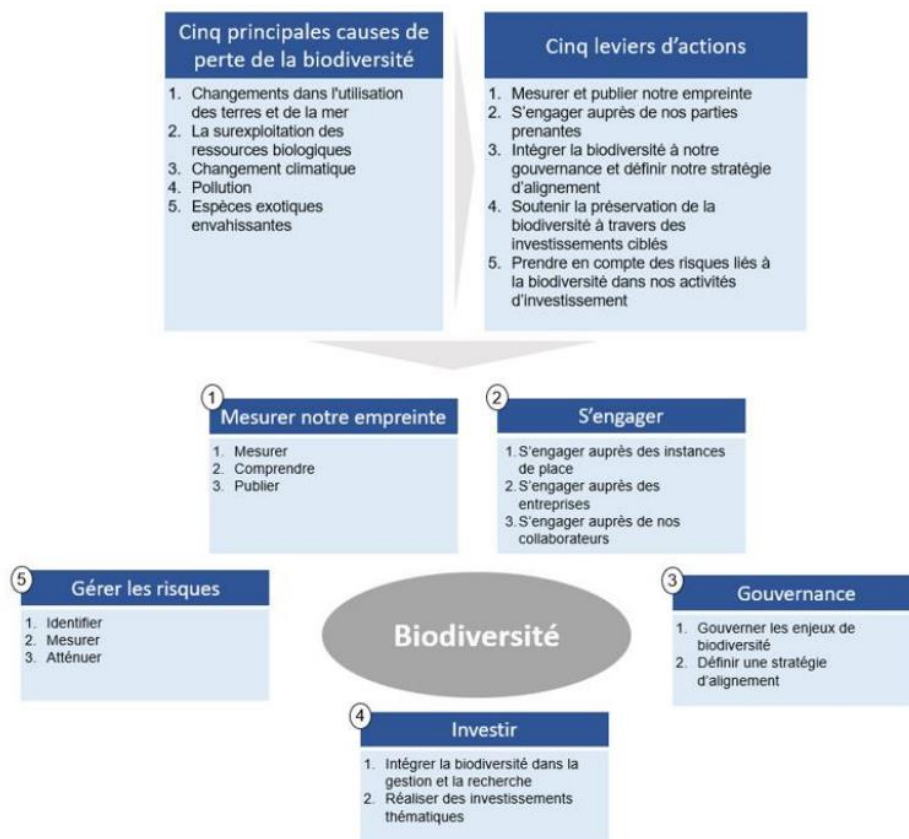 Cinq principales causes de
perte de la biodiversité
1. Changements dans l'utilisation
des terres et de la mer
2. La surexploitation des
ressources biologiques
3. Changement climatique
4. Pollution
5. Espèces exotiques
envahissantes
Cinq leviers d'actions
1. Mesurer et publier notre empreinte
2. S'engager auprès de nos parties
prenantes
3. Intégrer la biodiversité à notre
gouvernance et définir notre stratégie
d'alignement
4. Soutenir la préservation de la
biodiversité à travers des
investissements ciblés
5. Prendre en compte des risques liés à
la biodiversité dans nos activités
d'investissement
1
Mesurer notre empreinte
1. Mesurer
2. Comprendre
3. Publier
2
S'engager
1. S'engager auprès des instances
de place
2. S'engager auprès des
entreprises
3. S'engager auprès de nos
collaborateurs
5
Gérer les risques
1. Identifier
2. Mesurer
3. Atténuer
Biodiversité
3
Gouvernance
1. Gouverner les enjeux de
biodiversité
2. Définir une stratégie
d'alignement
4
Investir
1. Intégrer la biodiversité dans la
gestion et la recherche
2. Réaliser des investissements
thématiques